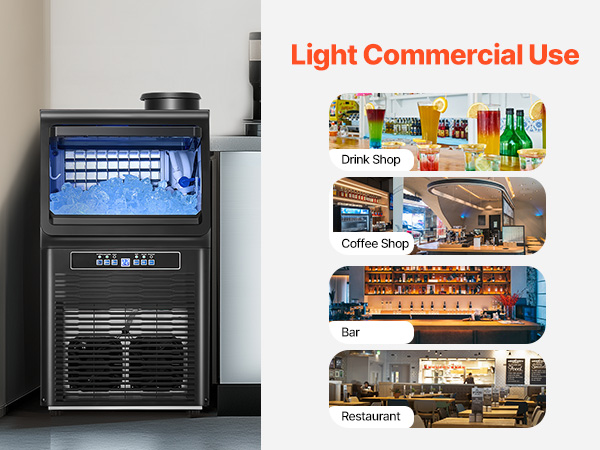 Light Commercial Use
Drink Shop
Coffee Shop
Bar
Restaurant